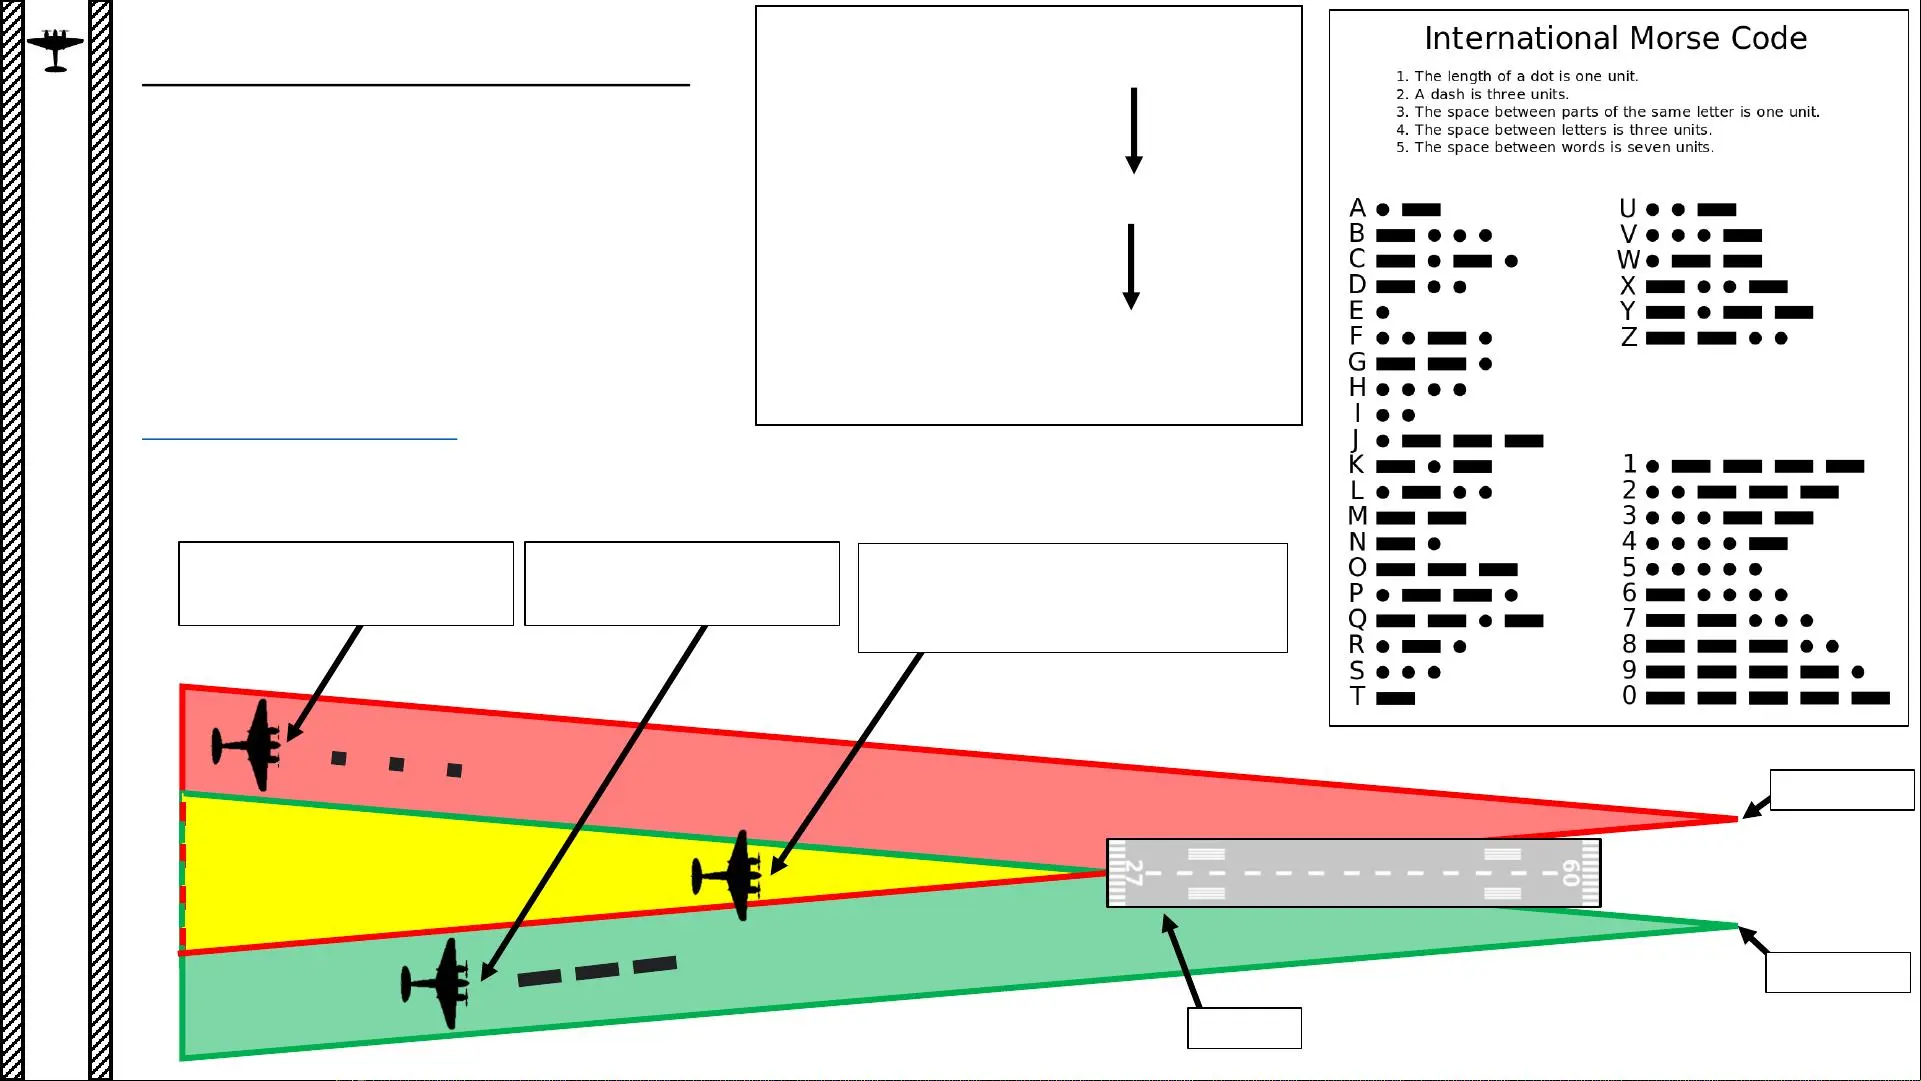 International Morse Code
1. The length of a dot is one unit.
2. A dash is three units.
3. The space between parts of the same letter is one unit.
4. The space between letters is three units.
5. The space between words is seven units.
A
B
C
D
E
F
G
H
I
J
K
L
M
N
O
P
Q
R
S
T
U
V
W
X
Y
Z
1
2
3
4
5
6
7
8
9
0
27
09